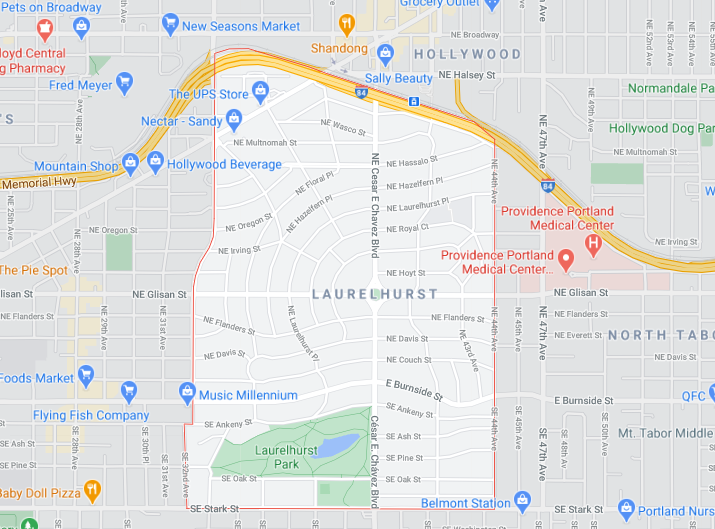 Pets on Broadway
New Seasons Market
Grocery Outlet
Shandong
NE Broadway
HOLLYWOOD
NE 52nd Ave
NE 53rd Ave
NE 54th Ave
NE 55th Ave
loyd Central
g Pharmacy
Sally Beauty
NE Halsey St
Fred Meyer
The UPS Store
84
Normandale Pa
NE 28th Ave
NE 49th Ave
NE 47th Ave
Nectar - Sandy
NE Wasco St
Hollywood Dog Par
'S
NE Multnomah St
NE Multnomah St
Mountain Shop
Hollywood Beverage
NE Hassalo St
NE 44th Ave
Memorial Hwy
NE Floral Pl
NE Cesar E Chavez Blvd
NE Hazelfern Pl
84
W
NE 25th Ave
NE Hazelfern Pl
NE Laurelhurst Pl
Providence Portland
Medical Center
NE Oregon St
NE Oregon St
NE Royal Ct
H
NE Irving St
NE Irving St
Providence Portland
Medical Center...
The Pie Spot
NE Hoyt St
Glisan St
NE Glisan St
LAURELHURST
NE Glisan St
NE Flanders St
NE 29th Ave
NE 31st Ave
NE Flanders St
NE Laurelhurst Pl
NE Flanders St
NE 43rd Ave
NE 44th Ave
NE 45th Ave
NE 47th Ave
NE Everett St
NORTH TABO
NE Davis St
NE Davis St
NE Couch St
NE Davis St
Foods Market
Music Millennium
E Burnside St
E Burnside St
QFC
Flying Fish Company
SE Ankeny St
SE Ankeny St
SE 28th Ave
SE 30th Pl
SE 31st Ave
SE 32nd Ave
César E. Chávez Blvd
SE 44th Ave
SE 45th Ave
SE 47th Ave
SE 48th Ave
SE 50th Ave
Mt. Tabor Middle
SE Ash St
SE Ash St
Laurelhurst
Park
SE Pine St
SE Pine St
SE Oak St
SE Oak St
Baby Doll Pizza
Belmont Station
SE Stark St
SE Stark St
Portland Nurs
SE Washington St